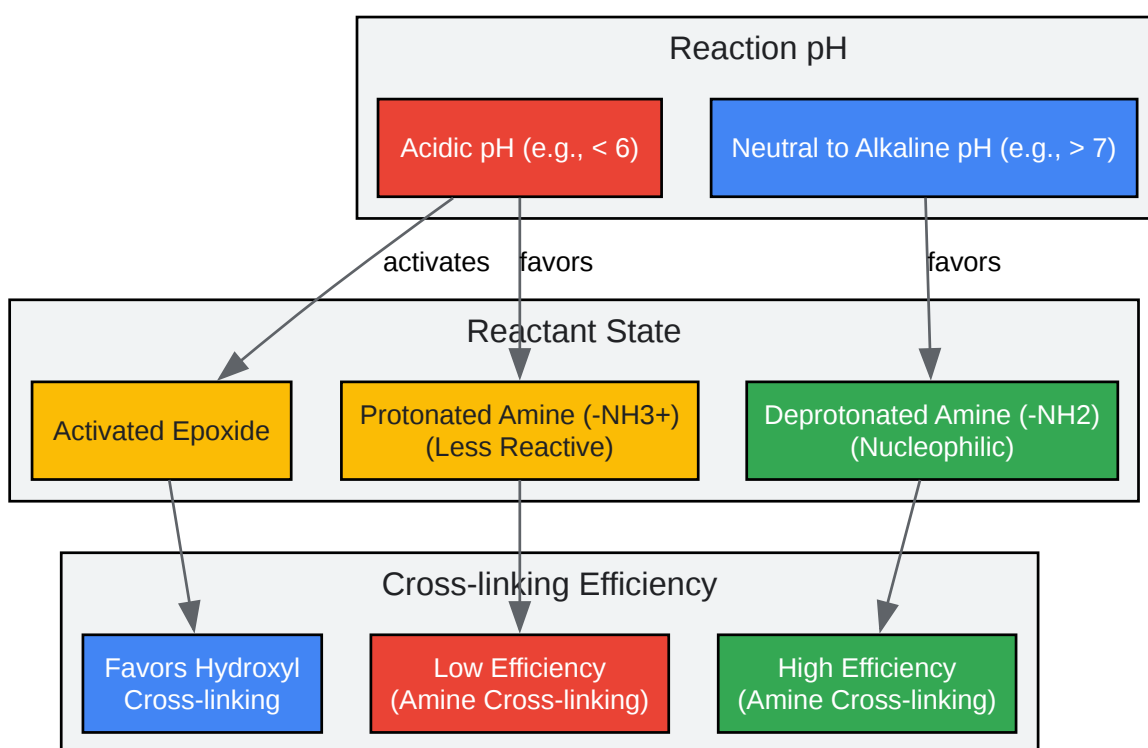 Reaction pH
Acidic pH (e.g., < 6)
Neutral to Alkaline pH (e.g., > 7)
activates
favors
favors
Reactant State
Activated Epoxide
Protonated Amine (-NH3+)
(Less Reactive)
Deprotonated Amine (-NH2)
(Nucleophilic)
Cross-linking Efficiency
Favors Hydroxyl
Cross-linking
Low Efficiency
(Amine Cross-linking)
High Efficiency
(Amine Cross-linking)